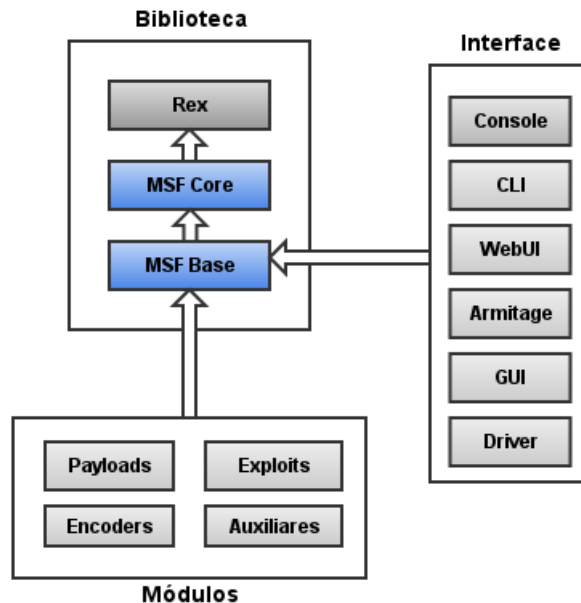 Biblioteca
Rex
MSF Core
MSF Base
Interface
Console
CLI
WebUI
Armitage
GUI
Driver
Payloads
Exploits
Encoders
Auxiliares
Módulos